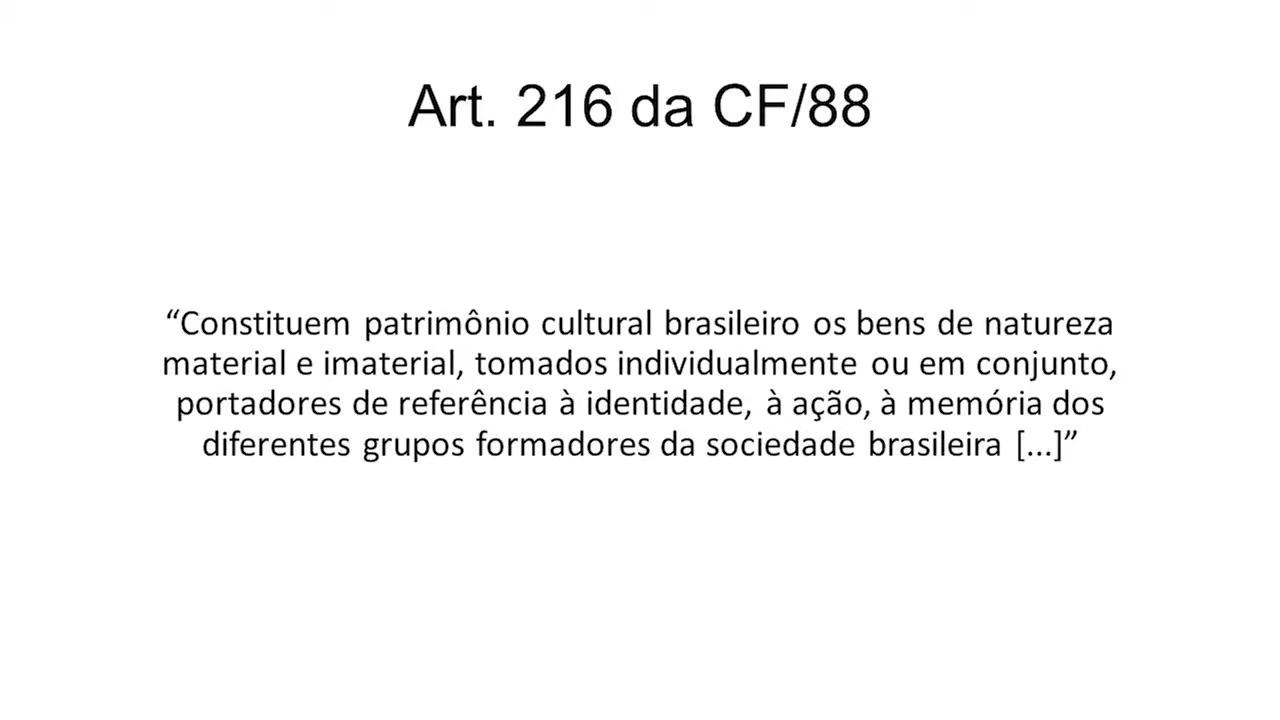 Art. 216 da CF/88
“Constituem patrimônio cultural brasileiro os bens de natureza
material e imaterial, tomados individualmente ou em conjunto,
portadores de referência à identidade, à ação, à memória dos
diferentes grupos formadores da sociedade brasileira [...]”